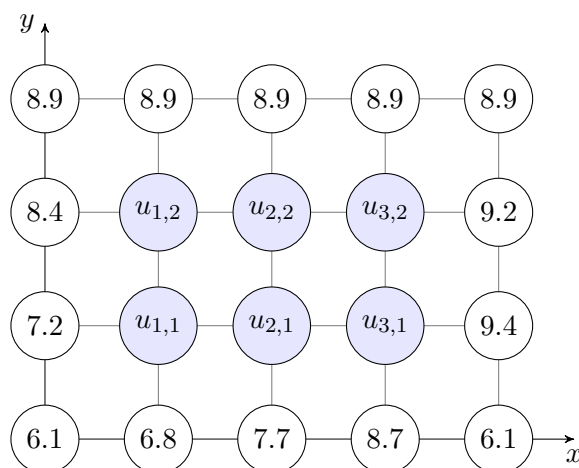 y
8.9 8.9 8.9 8.9 8.9
8.4 u1,2 u2,2 u3,2 9.2
7.2 u1,1 u2,1 u3,1 9.4
6.1 6.8 7.7 8.7 6.1
x